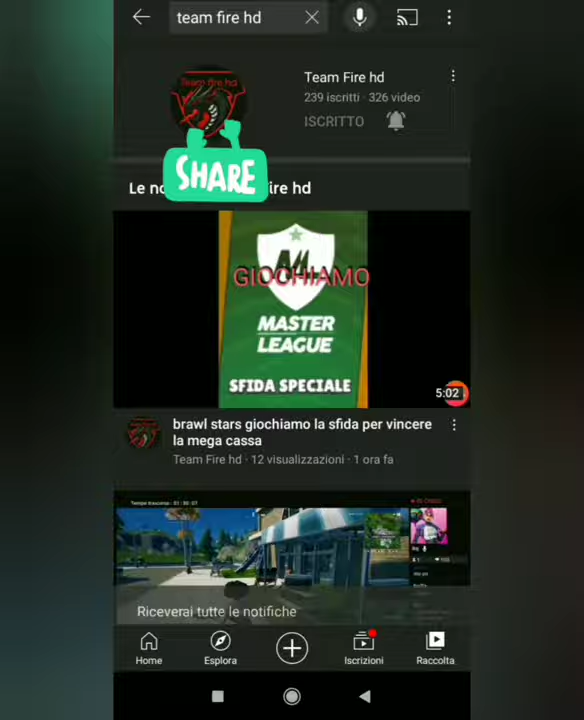 team fire hd
Team fire hd
Team Fire hd
239 iscritti · 326 video
ISCRITTO
SHARE
Le no
ire hd
GIOCHIAMO
MASTER
LEAGUE
SFIDA SPECIALE
5:02
brawl stars giochiamo la sfida per vincere
la mega cassa
Team Fire hd · 12 visualizzazioni · 1 ora fa
Tempo trascorso
Riceverai tutte le notifiche
Home
Esplora
Iscrizioni
Raccolta